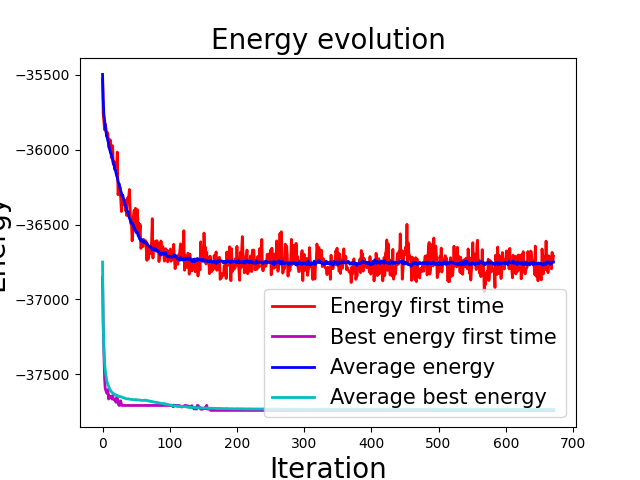 Energy evolution
Energy
−35500
−36000
−36500
−37000
−37500
0 100 200 300 400 500 600 700
Iteration
Energy first time
Best energy first time
Average energy
Average best energy